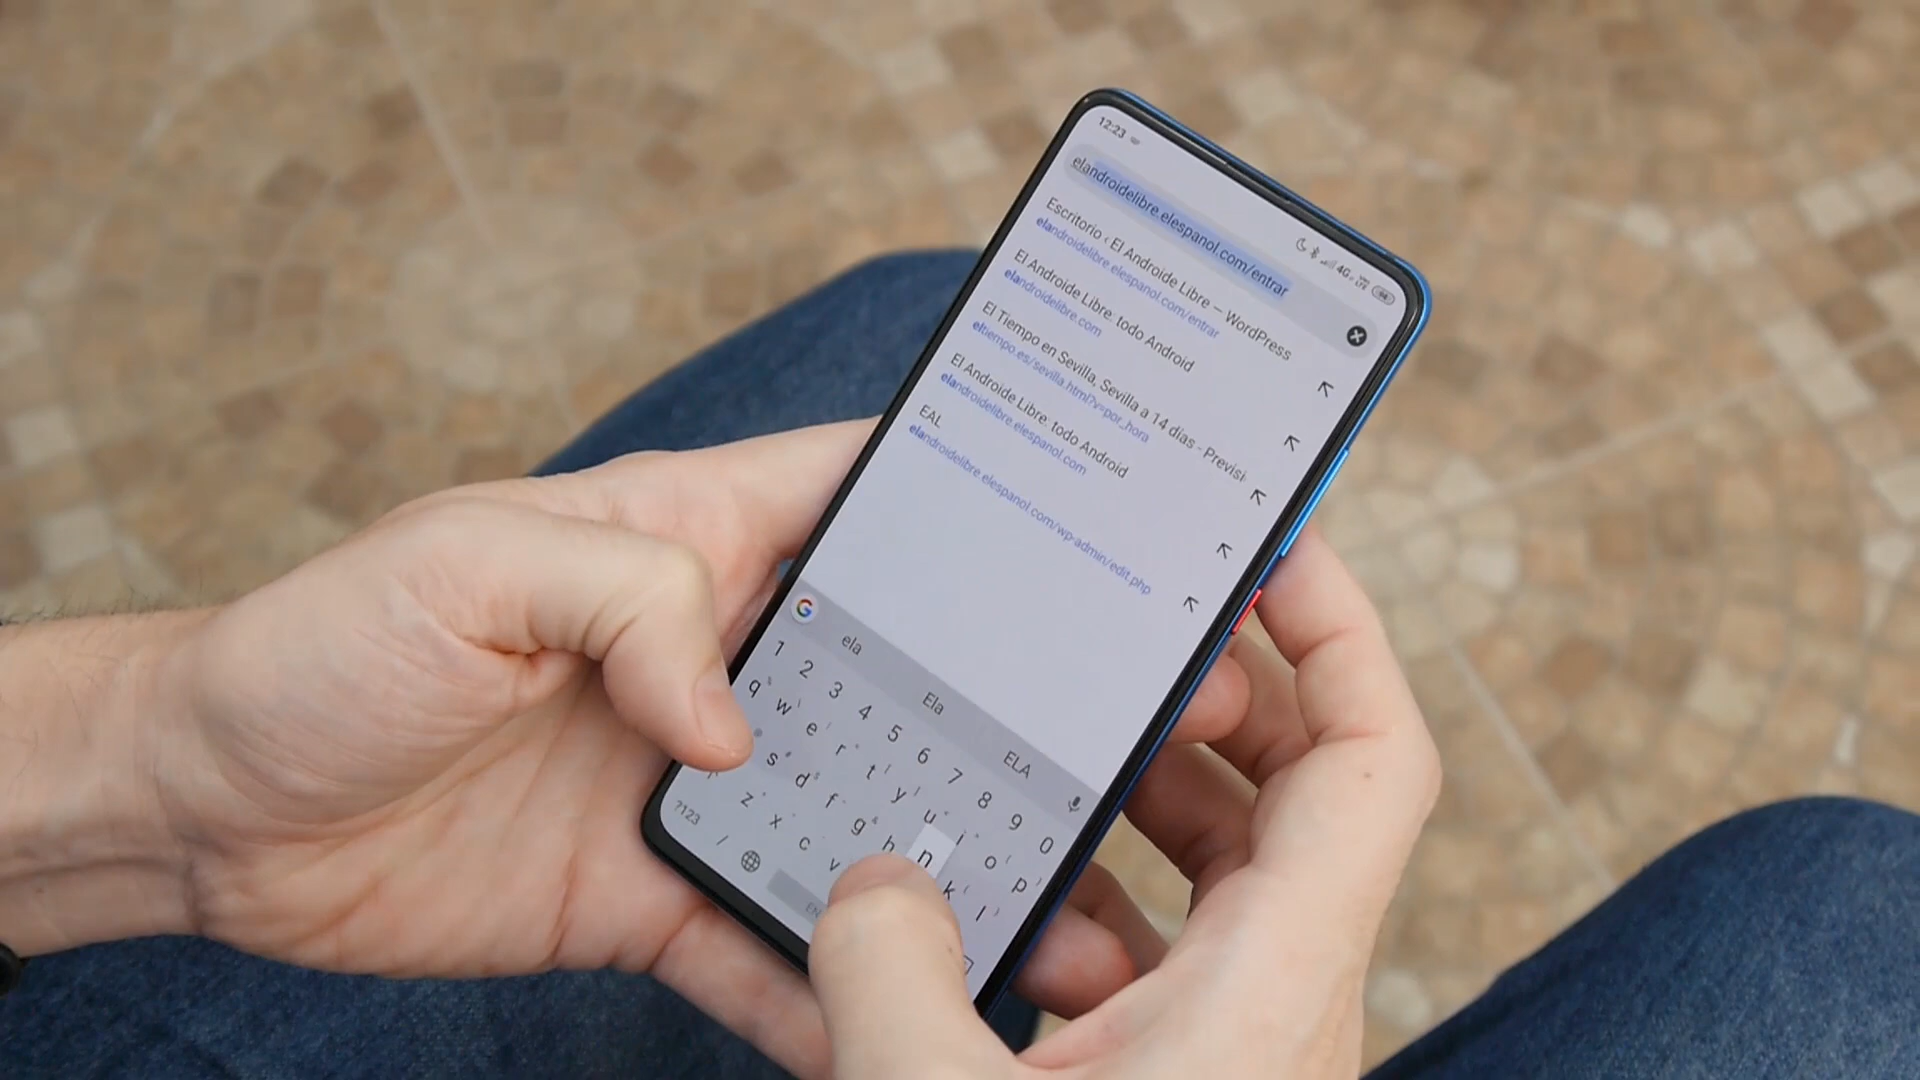 12:23
4G
elandroidelibre.elespanol.com/entrar
Escritorio ‹ El Androide Libre — WordPress
elandroidelibre.elespanol.com/entrar
El Androide Libre: todo Android
elandroidelibre.com
El Tiempo en Sevilla, Sevilla a 14 días - Previsi
eltiempo.es/sevilla.html?v=por_hora
El Androide Libre: todo Android
elandroidelibre.elespanol.com
EAL
elandroidelibre.elespanol.com/wp-admin/edit.php
G
ela Ela ELA
1 2 3 4 5 6 7 8 9 0
q w e r t y u i o p
s d f g h n k l
z x c v
?123 / EN